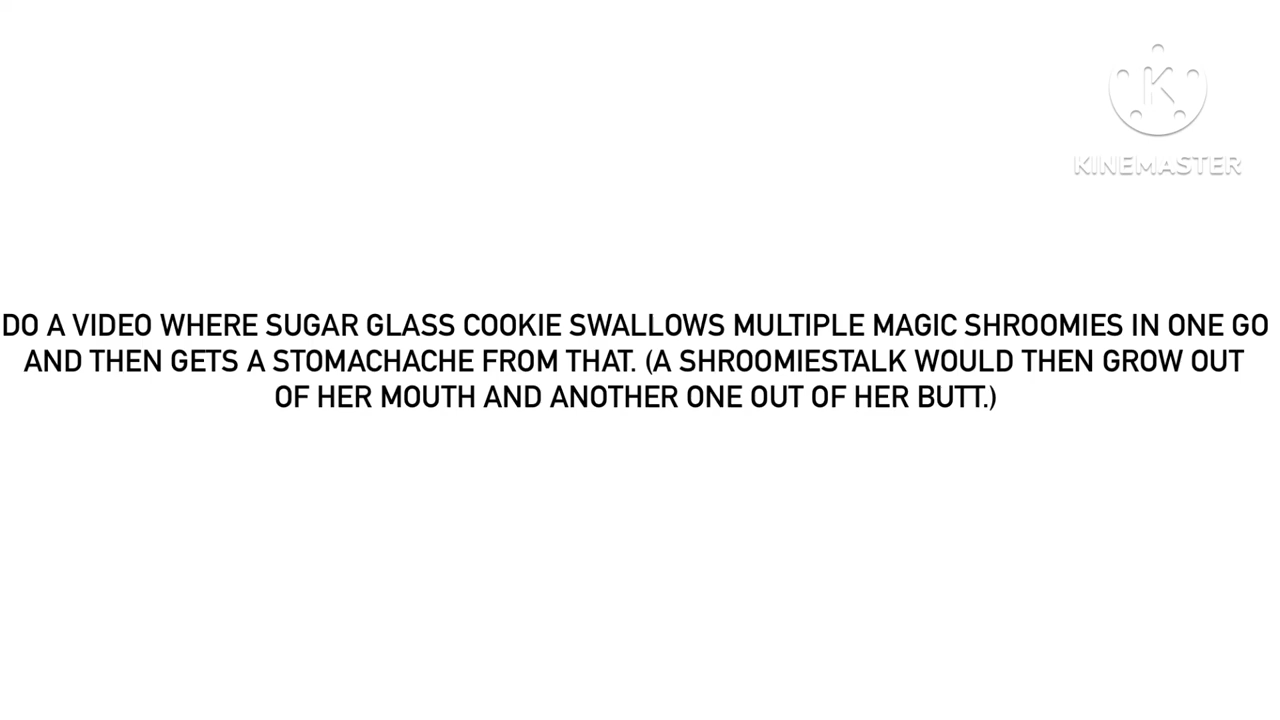 KINEMASTER
DO A VIDEO WHERE SUGAR GLASS COOKIE SWALLOWS MULTIPLE MAGIC SHROOMIES IN ONE GO
AND THEN GETS A STOMACHACHE FROM THAT. (A SHROOMIESTALK WOULD THEN GROW OUT
OF HER MOUTH AND ANOTHER ONE OUT OF HER BUTT.)